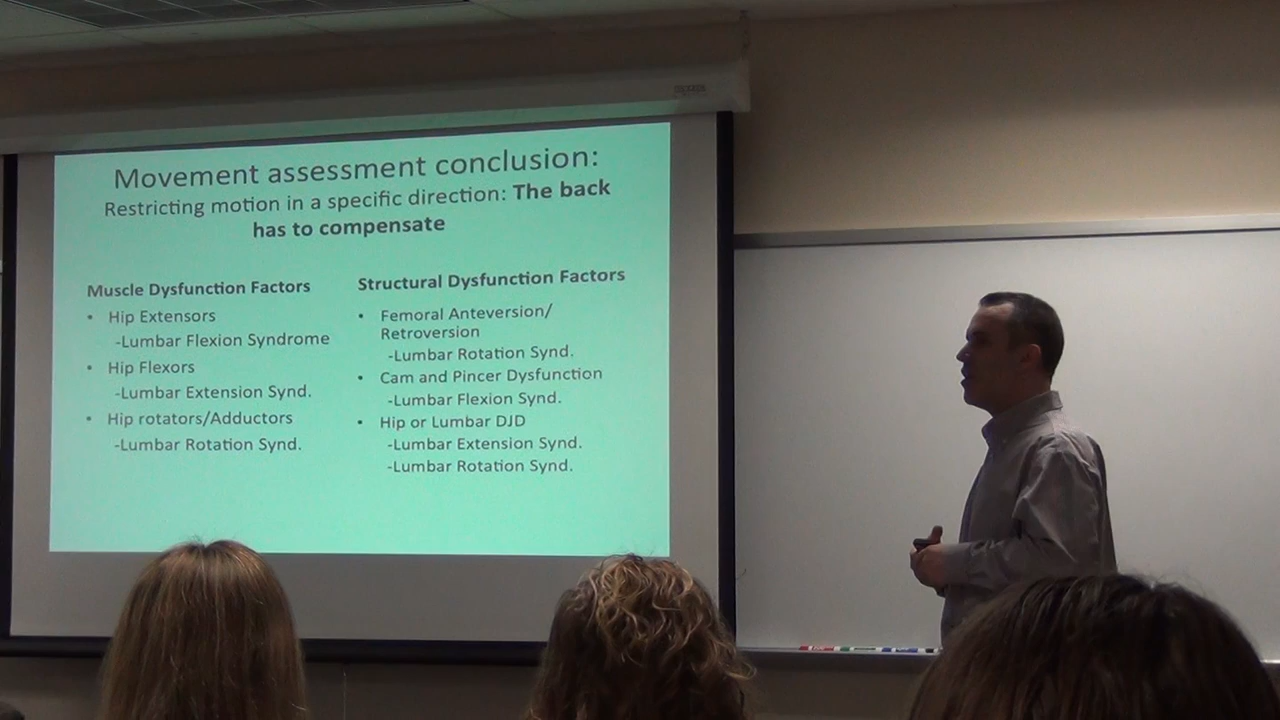 Movement assessment conclusion:
Restricting motion in a specific direction: The back
has to compensate
Muscle Dysfunction Factors
• Hip Extensors
-Lumbar Flexion Syndrome
• Hip Flexors
-Lumbar Extension Synd.
• Hip rotators/Adductors
-Lumbar Rotation Synd.
Structural Dysfunction Factors
• Femoral Anteversion/
Retroversion
-Lumbar Rotation Synd.
• Cam and Pincer Dysfunction
-Lumbar Flexion Synd.
• Hip or Lumbar DJD
-Lumbar Extension Synd.
-Lumbar Rotation Synd.